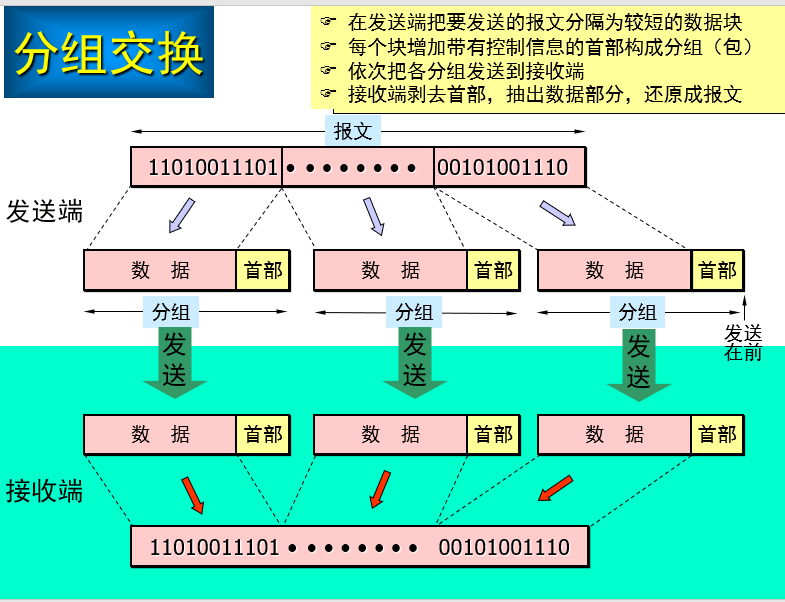 分组交换
☞ 在发送端把要发送的报文分隔为较短的数据块
☞ 每个块增加带有控制信息的首部构成分组（包）
☞ 依次把各分组发送到接收端
☞ 接收端剥去首部，抽出数据部分，还原成报文
报文
11010011101 ● ● ● ● ● ● ● ● 00101001110
发送端
数 据 首部 数 据 首部 数 据 首部
分组 分组 分组
发送
在前
发 发 发
送 送 送
数 据 首部 数 据 首部 数 据 首部
接收端
11010011101 ● ● ● ● ● ● ● ● 00101001110